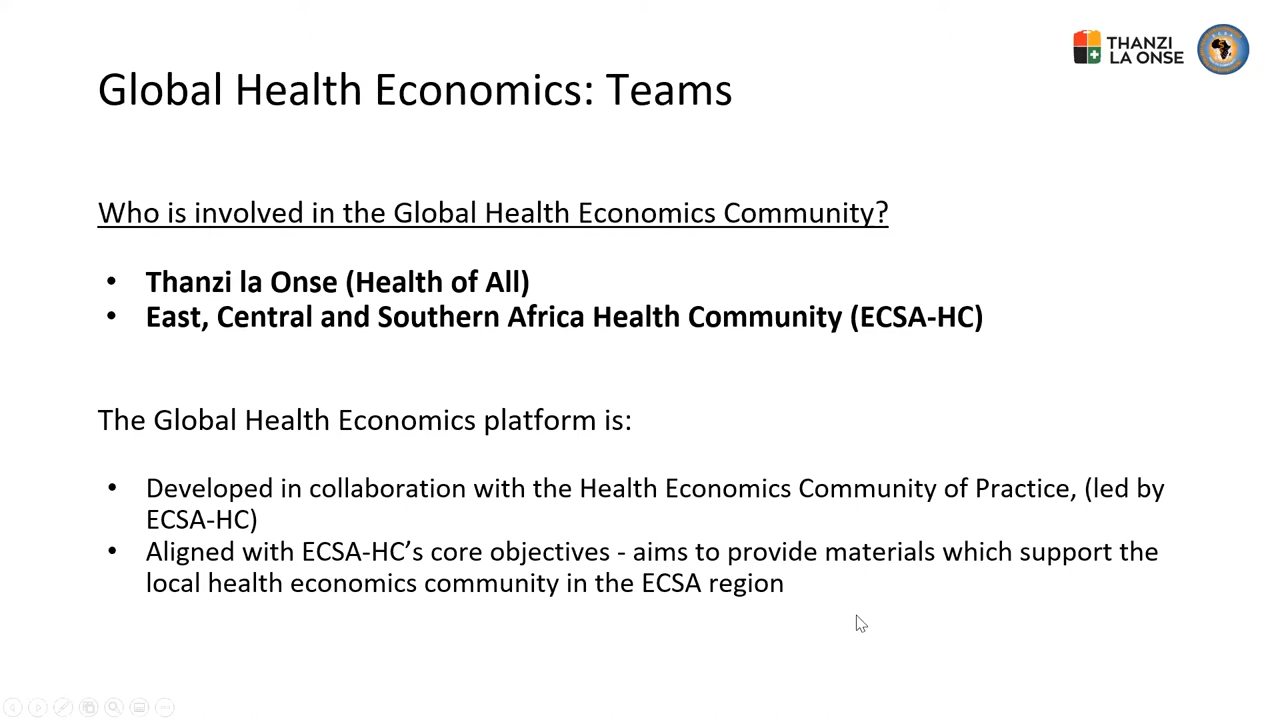 THANZI
LA ONSE
Global Health Economics: Teams
Who is involved in the Global Health Economics Community?
• Thanzi la Onse (Health of All)
• East, Central and Southern Africa Health Community (ECSA-HC)
The Global Health Economics platform is:
• Developed in collaboration with the Health Economics Community of Practice, (led by
ECSA-HC)
• Aligned with ECSA-HC’s core objectives - aims to provide materials which support the
local health economics community in the ECSA region